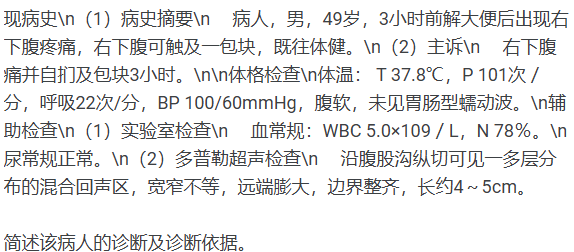 现病史\n（1）病史摘要\n　病人，男，49岁，3小时前解大便后出现右
下腹疼痛，右下腹可触及一包块，既往体健。\n（2）主诉\n　右下腹
痛并自扪及包块3小时。\n\n体格检查\n体温： T 37.8℃，P 101次 /
分，呼吸22次/分，BP 100/60mmHg，腹软，未见胃肠型蠕动波。\n辅
助检查\n（1）实验室检查\n　血常规：WBC 5.0×109 / L，N 78％。\n
尿常规正常。\n（2）多普勒超声检查\n　沿腹股沟纵切可见一多层分
布的混合回声区，宽窄不等，远端膨大，边界整齐，长约4～5cm。
简述该病人的诊断及诊断依据。